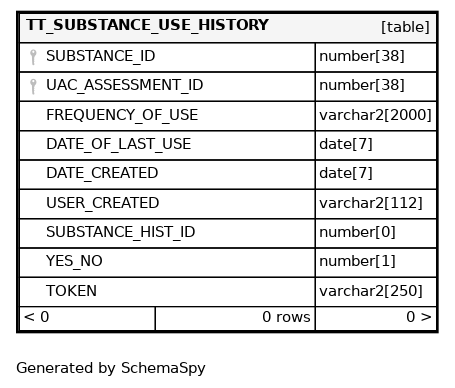 TT_SUBSTANCE_USE_HISTORY [table]
SUBSTANCE_ID number[38]
UAC_ASSESSMENT_ID number[38]
FREQUENCY_OF_USE varchar2[2000]
DATE_OF_LAST_USE date[7]
DATE_CREATED date[7]
USER_CREATED varchar2[112]
SUBSTANCE_HIST_ID number[0]
YES_NO number[1]
TOKEN varchar2[250]
< 0 0 rows 0 >
Generated by SchemaSpy